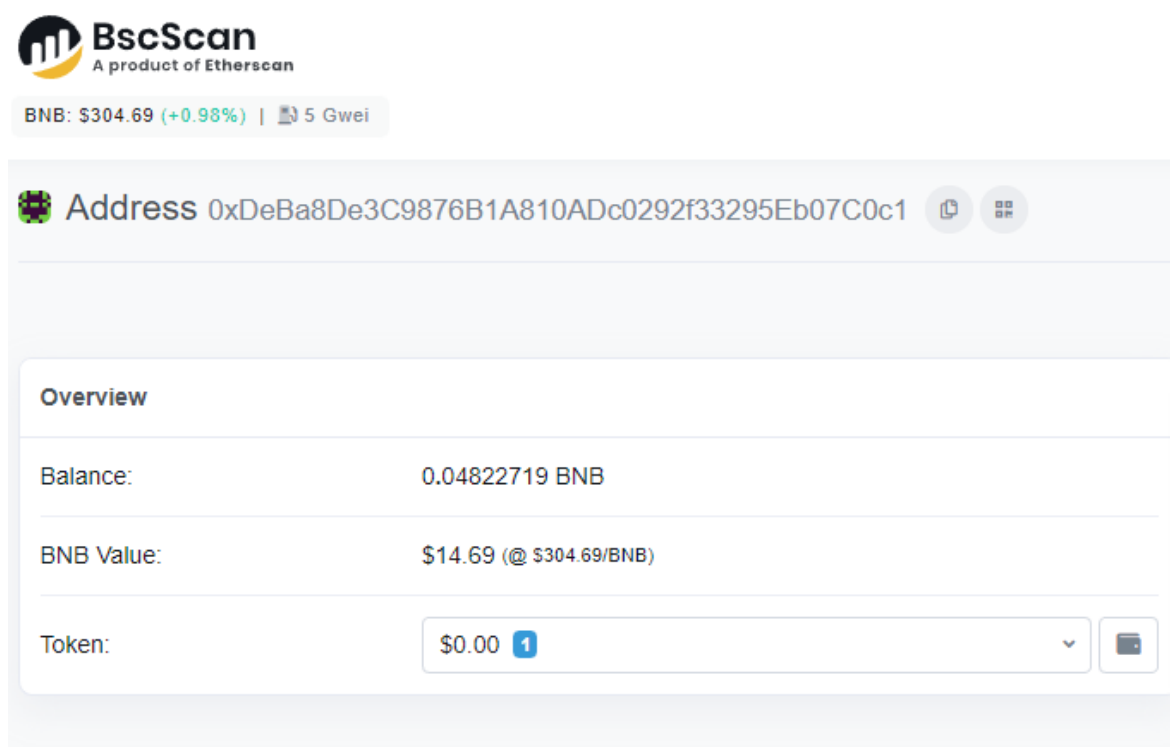 BscScan
A product of Etherscan
BNB: $304.69 (+0.98%) | 5 Gwei
Address 0xDeBa8De3C9876B1A810ADc0292f33295Eb07C0c1
Overview
Balance: 0.04822719 BNB
BNB Value: $14.69 (@ $304.69/BNB)
Token: $0.00 1